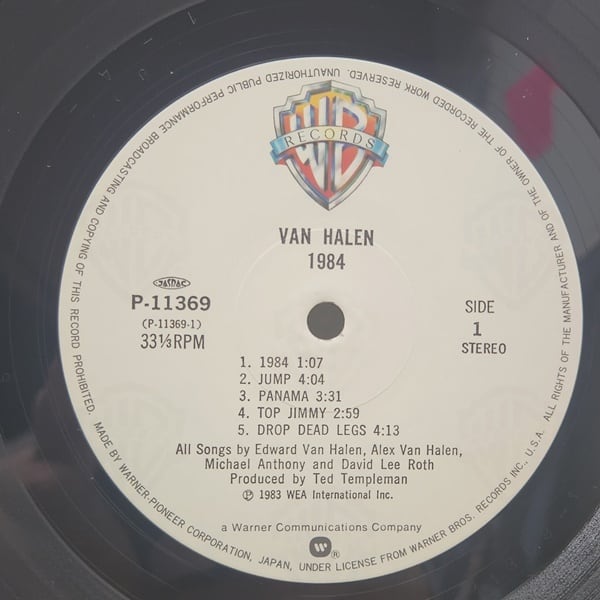 WB
RECORDS
VAN HALEN
1984
JASRAC
P-11369
(P-11369-1)
33⅓RPM
SIDE
1
STEREO
1. 1984 1:07
2. JUMP 4:04
3. PANAMA 3:31
4. TOP JIMMY 2:59
5. DROP DEAD LEGS 4:13
All Songs by Edward Van Halen, Alex Van Halen,
Michael Anthony and David Lee Roth
Produced by Ted Templeman
℗ 1983 WEA International Inc.
a Warner Communications Company
W®
MADE BY WARNER-PIONEER CORPORATION, JAPAN, UNDER LICENSE FROM WARNER BROS. RECORDS INC., U.S.A. ALL RIGHTS OF THE MANUFACTURER AND OF THE OWNER OF THE RECORDED WORK RESERVED. UNAUTHORIZED PUBLIC PERFORMANCE BROADCASTING AND COPYING OF THIS RECORD PROHIBITED.